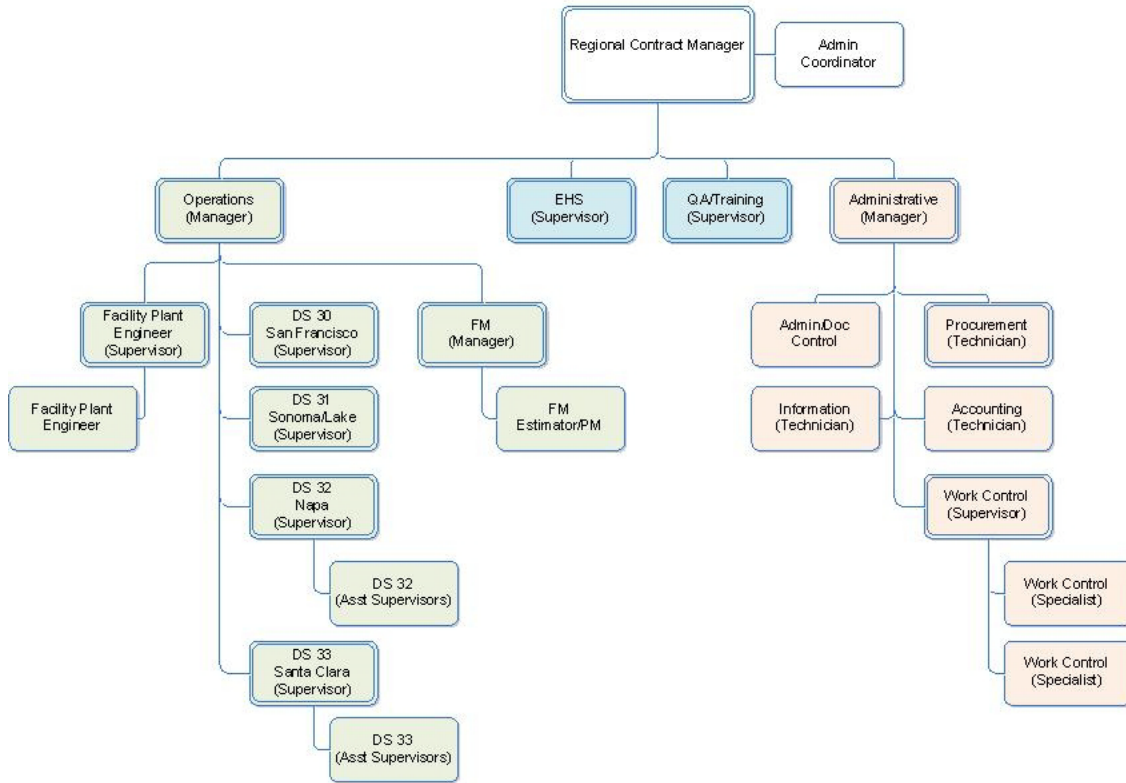 Regional Contract Manager
Admin
Coordinator
Operations
(Manager)
EHS
(Supervisor)
QA/Training
(Supervisor)
Administrative
(Manager)
Facility Plant
Engineer
(Supervisor)
DS 30
San Francisco
(Supervisor)
FM
(Manager)
Admin/Doc
Control
Procurement
(Technician)
Facility Plant
Engineer
DS 31
Sonoma/Lake
(Supervisor)
FM
Estimator/PM
Information
(Technician)
Accounting
(Technician)
DS 32
Napa
(Supervisor)
Work Control
(Supervisor)
DS 32
(Asst Supervisors)
Work Control
(Specialist)
DS 33
Santa Clara
(Supervisor)
Work Control
(Specialist)
DS 33
(Asst Supervisors)